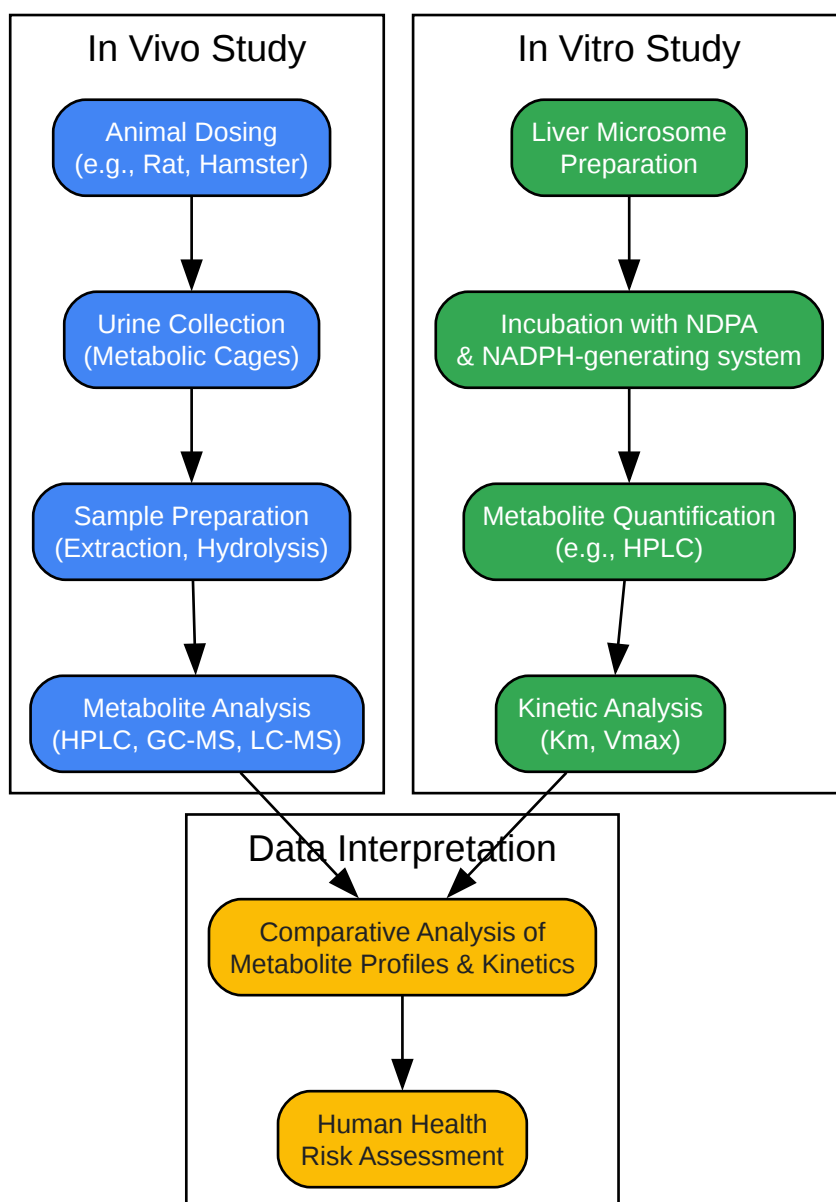 In Vivo Study
Animal Dosing
(e.g., Rat, Hamster)
Urine Collection
(Metabolic Cages)
Sample Preparation
(Extraction, Hydrolysis)
Metabolite Analysis
(HPLC, GC-MS, LC-MS)
In Vitro Study
Liver Microsome
Preparation
Incubation with NDPA
& NADPH-generating system
Metabolite Quantification
(e.g., HPLC)
Kinetic Analysis
(Km, Vmax)
Data Interpretation
Comparative Analysis of
Metabolite Profiles & Kinetics
Human Health
Risk Assessment